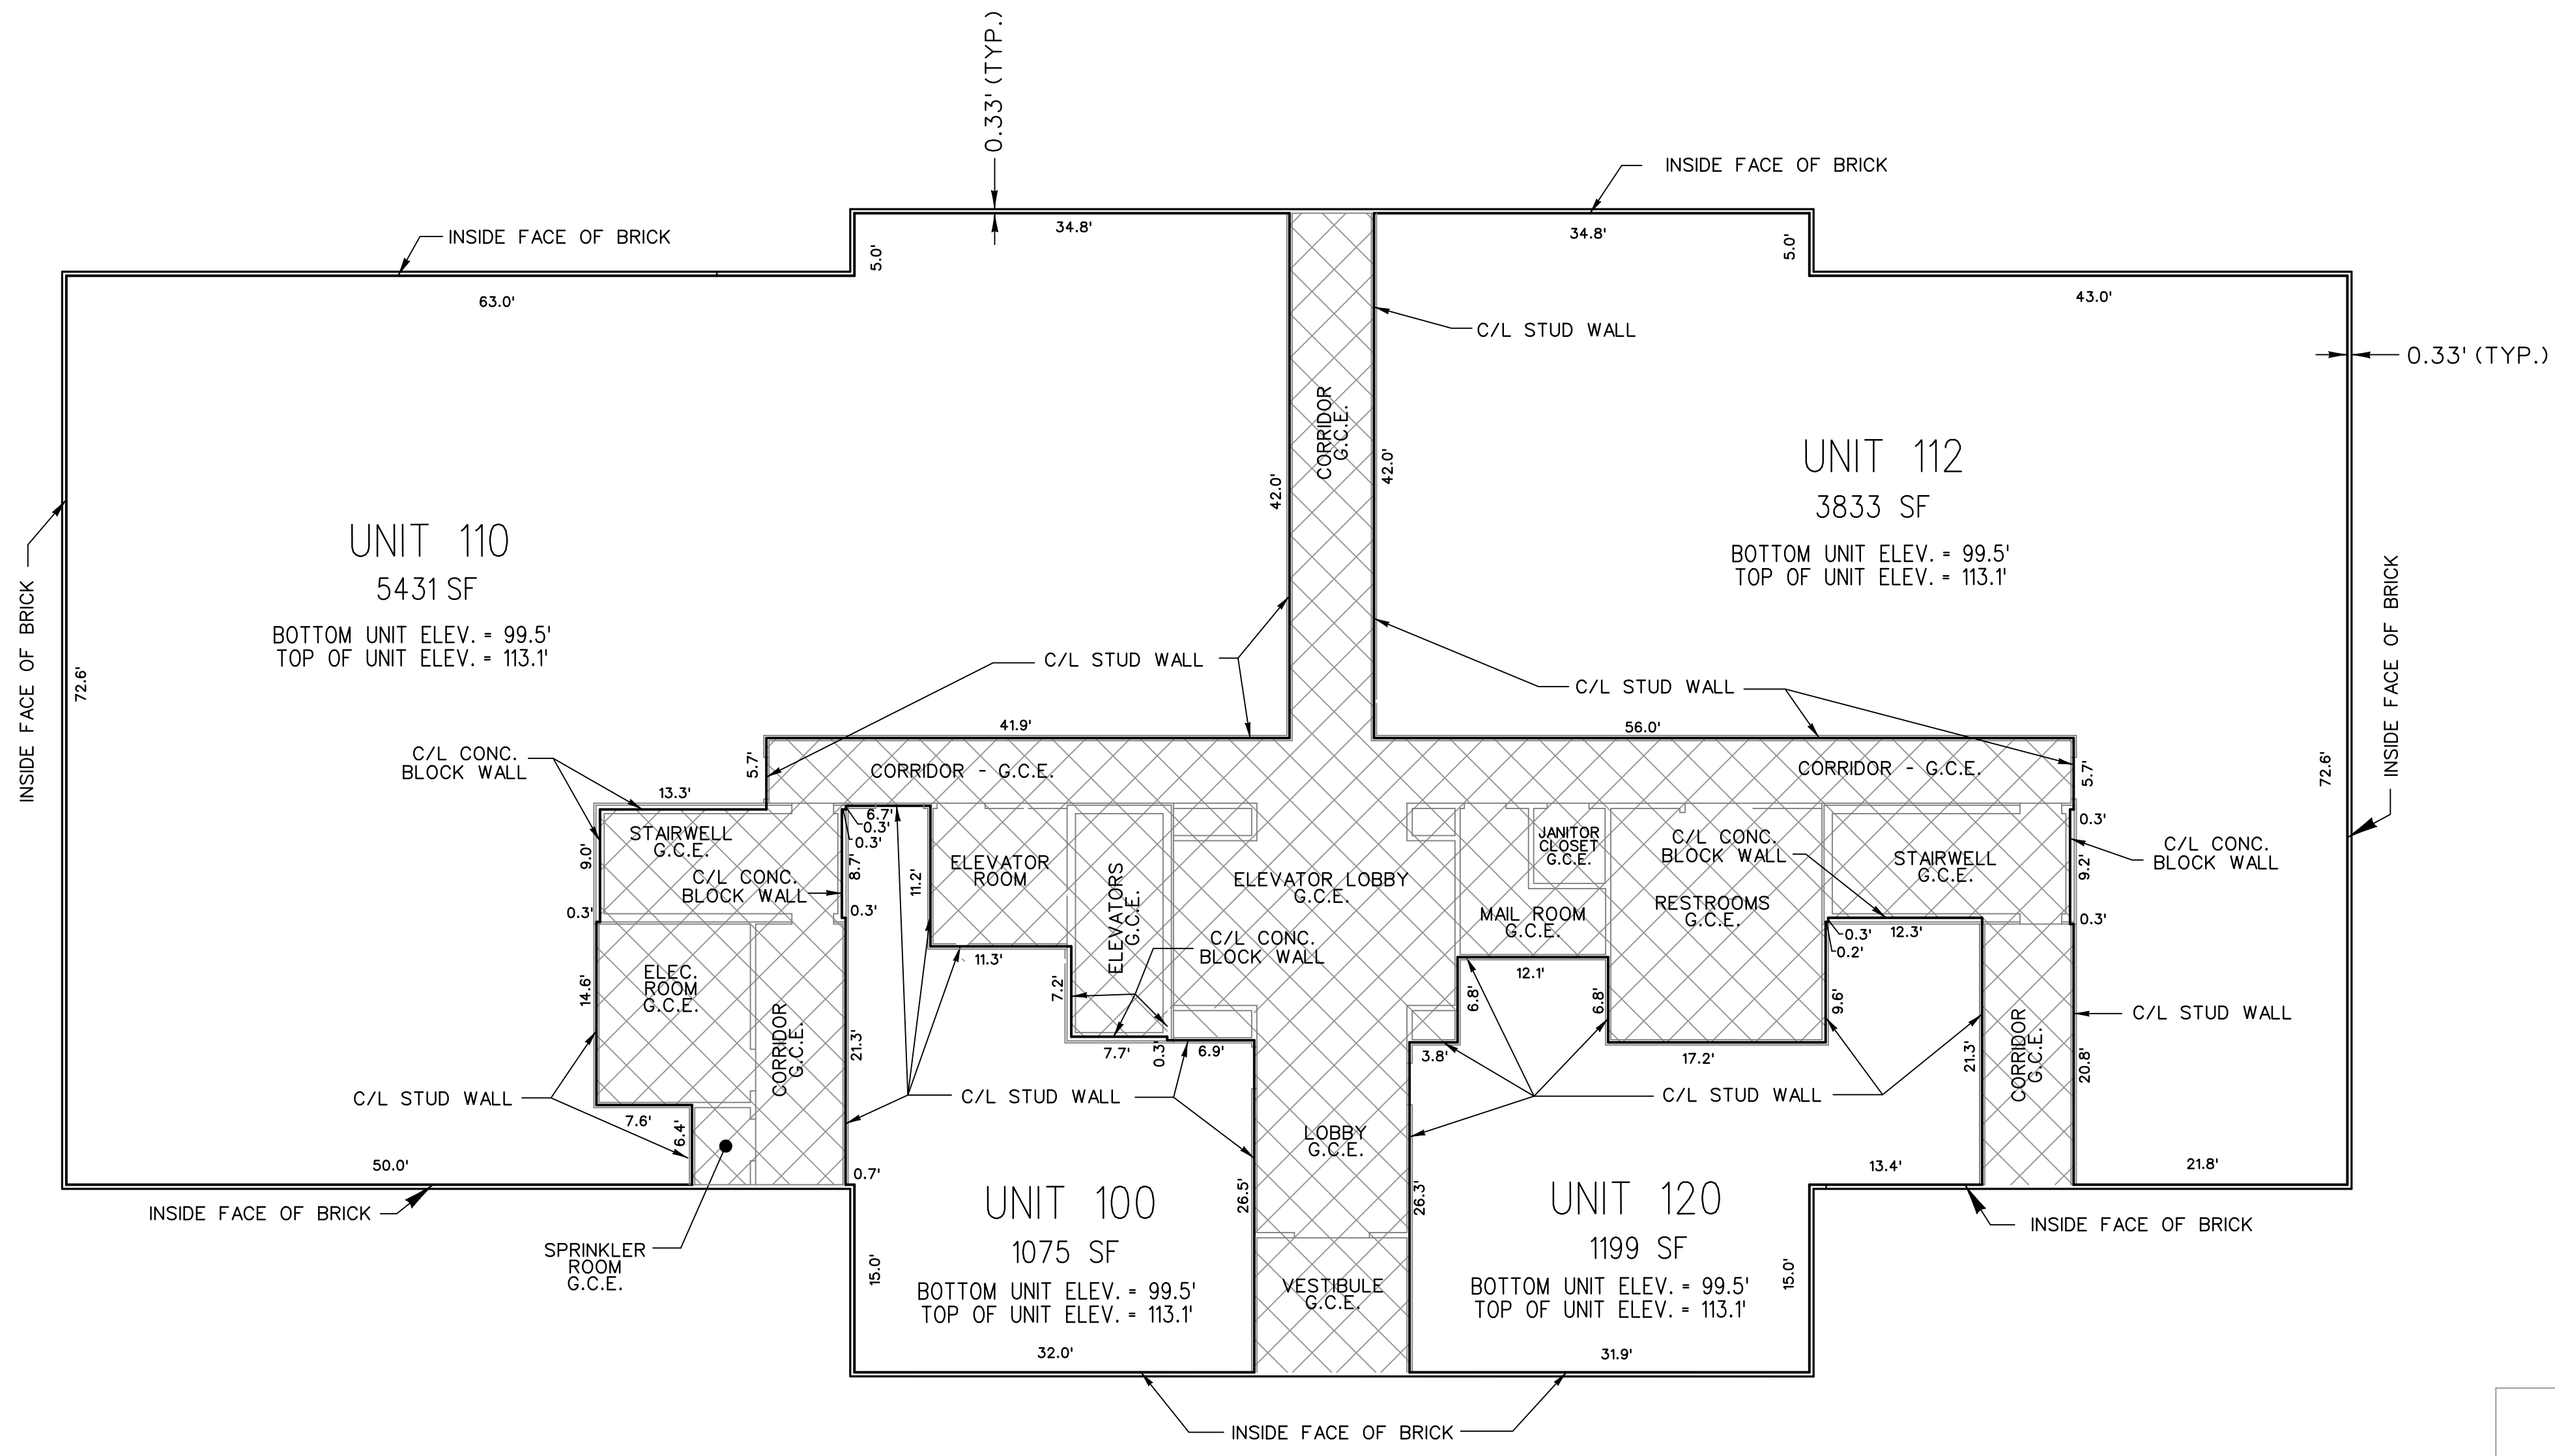 0.33' (TYP.)
INSIDE FACE OF BRICK
INSIDE FACE OF BRICK
34.8'
34.8'
5.0'
5.0'
63.0'
43.0'
C/L STUD WALL
0.33' (TYP.)
CORRIDOR
G.C.E.
42.0'
42.0'
UNIT 110
5431 SF
BOTTOM UNIT ELEV. = 99.5'
TOP OF UNIT ELEV. = 113.1'
UNIT 112
3833 SF
BOTTOM UNIT ELEV. = 99.5'
TOP OF UNIT ELEV. = 113.1'
INSIDE FACE OF BRICK
72.6'
INSIDE FACE OF BRICK
72.6'
C/L STUD WALL
C/L STUD WALL
41.9'
56.0'
C/L CONC.
BLOCK WALL
5.7'
CORRIDOR - G.C.E.
CORRIDOR - G.C.E.
5.7'
13.3'
6.7'
0.3'
0.3'
STAIRWELL
G.C.E.
9.0'
8.7'
C/L CONC.
BLOCK WALL
0.3'
0.3'
11.2'
ELEVATOR
ROOM
ELEVATORS
G.C.E.
ELEVATOR LOBBY
G.C.E.
JANITOR
CLOSET
G.C.E.
C/L CONC.
BLOCK WALL
STAIRWELL
G.C.E.
0.3'
9.2'
0.3'
C/L CONC.
BLOCK WALL
MAIL ROOM
G.C.E.
RESTROOMS
G.C.E.
0.3'
0.2'
12.3'
C/L CONC.
BLOCK WALL
11.3'
7.2'
12.1'
6.8'
6.8'
9.6'
ELEC.
ROOM
G.C.E.
14.6'
CORRIDOR
G.C.E.
21.3'
7.7'
0.3'
6.9'
3.8'
17.2'
21.3'
CORRIDOR
G.C.E.
20.8'
C/L STUD WALL
C/L STUD WALL
C/L STUD WALL
C/L STUD WALL
7.6'
6.4'
LOBBY
G.C.E.
50.0'
0.7'
13.4'
21.8'
26.5'
26.3'
INSIDE FACE OF BRICK
UNIT 100
1075 SF
BOTTOM UNIT ELEV. = 99.5'
TOP OF UNIT ELEV. = 113.1'
UNIT 120
1199 SF
BOTTOM UNIT ELEV. = 99.5'
TOP OF UNIT ELEV. = 113.1'
INSIDE FACE OF BRICK
SPRINKLER
ROOM
G.C.E.
15.0'
15.0'
VESTIBULE
G.C.E.
32.0'
31.9'
INSIDE FACE OF BRICK